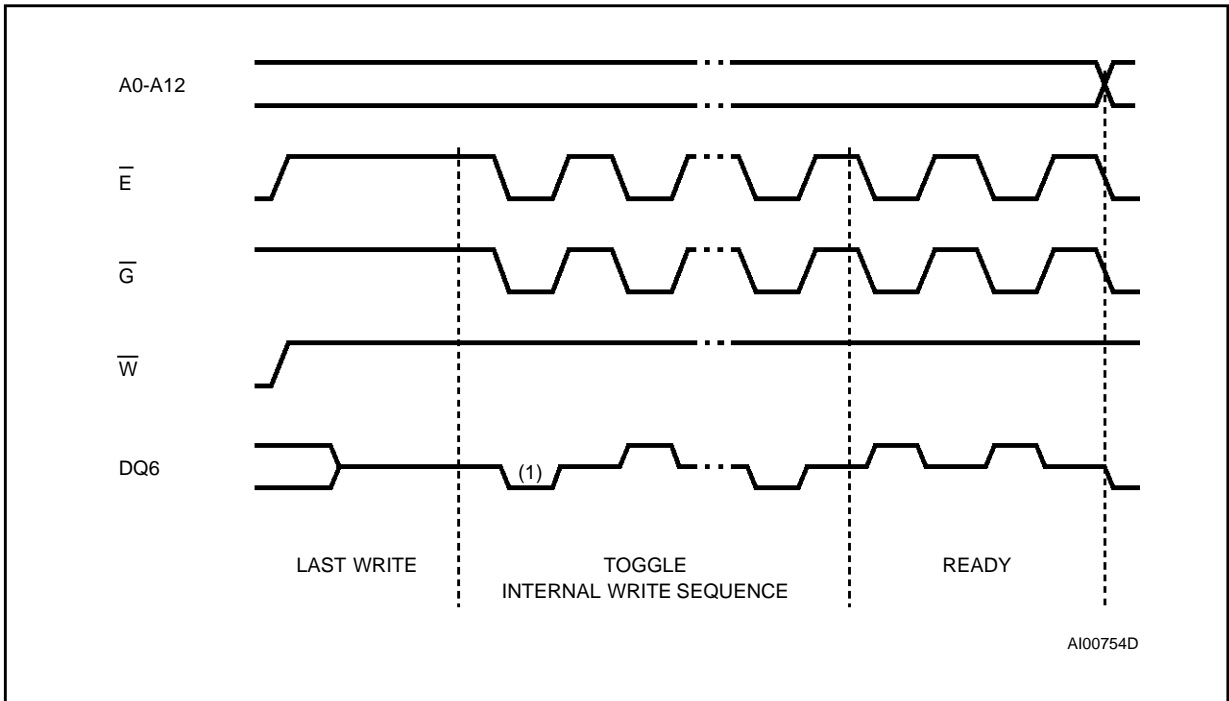 A0-A12
E̅
G̅
W̅
DQ6
(1)
LAST WRITE
TOGGLE
READY
INTERNAL WRITE SEQUENCE
AI00754D